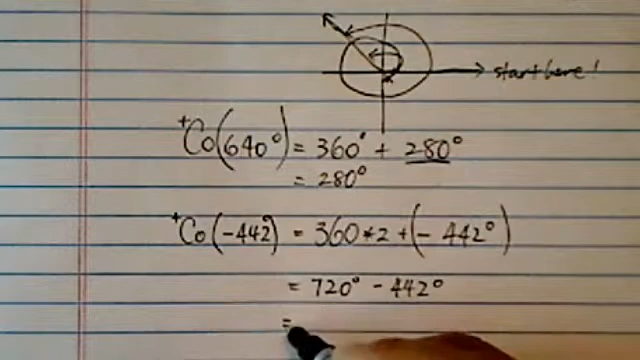 start here!
+Co(640°) = 360° + 280°
= 280°
+Co(-442) = 360*2 + (- 442°)
= 720° - 442°
=